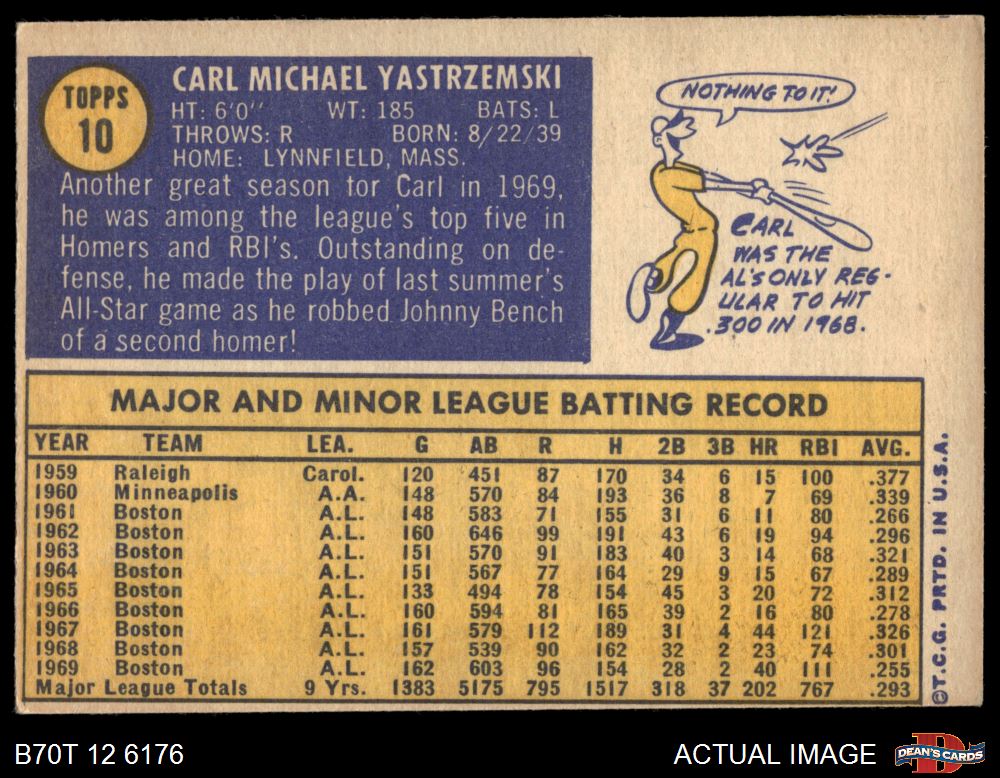 TOPPS
10
CARL MICHAEL YASTRZEMSKI
HT: 6'0" WT: 185 BATS: L
THROWS: R BORN: 8/22/39
HOME: LYNNFIELD, MASS.
Another great season for Carl in 1969,
he was among the league's top five in
Homers and RBI's. Outstanding on de-
fense, he made the play of last summer's
All-Star game as he robbed Johnny Bench
of a second homer!
NOTHING TO IT!
CARL
WAS THE
AL'S ONLY REG-
ULAR TO HIT
.300 IN 1968.
MAJOR AND MINOR LEAGUE BATTING RECORD
YEAR TEAM LEA. G AB R H 2B 3B HR RBI AVG.
1959 Raleigh Carol. 120 451 87 170 34 6 15 100 .377
1960 Minneapolis A.A. 148 570 84 193 36 8 7 69 .339
1961 Boston A.L. 148 583 71 155 31 6 11 80 .266
1962 Boston A.L. 160 646 99 191 43 6 19 94 .296
1963 Boston A.L. 151 570 91 183 40 3 14 68 .321
1964 Boston A.L. 151 567 77 164 29 9 15 67 .289
1965 Boston A.L. 133 494 78 154 45 3 20 72 .312
1966 Boston A.L. 160 594 81 165 39 2 16 80 .278
1967 Boston A.L. 161 579 112 189 31 4 44 121 .326
1968 Boston A.L. 157 539 90 162 32 2 23 74 .301
1969 Boston A.L. 162 603 96 154 28 2 40 111 .255
Major League Totals 9 Yrs. 1383 5175 795 1517 318 37 202 767 .293
©T.C.G. PRTD. IN U.S.A.
B70T 12 6176
ACTUAL IMAGE
D
DEAN'S CARDS